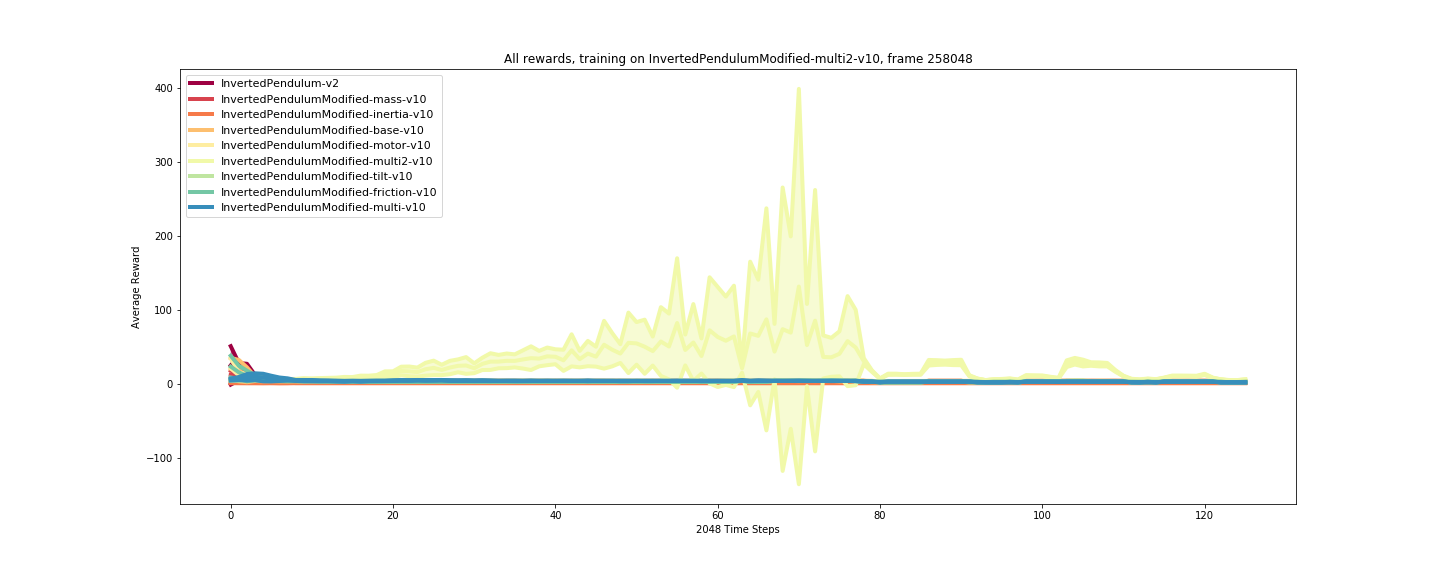 All rewards, training on InvertedPendulumModified-multi2-v10, frame 258048
InvertedPendulum-v2
InvertedPendulumModified-mass-v10
InvertedPendulumModified-inertia-v10
InvertedPendulumModified-base-v10
InvertedPendulumModified-motor-v10
InvertedPendulumModified-multi2-v10
InvertedPendulumModified-tilt-v10
InvertedPendulumModified-friction-v10
InvertedPendulumModified-multi-v10
400
300
200
100
0
−100
Average Reward
0 20 40 60 80 100 120
2048 Time Steps